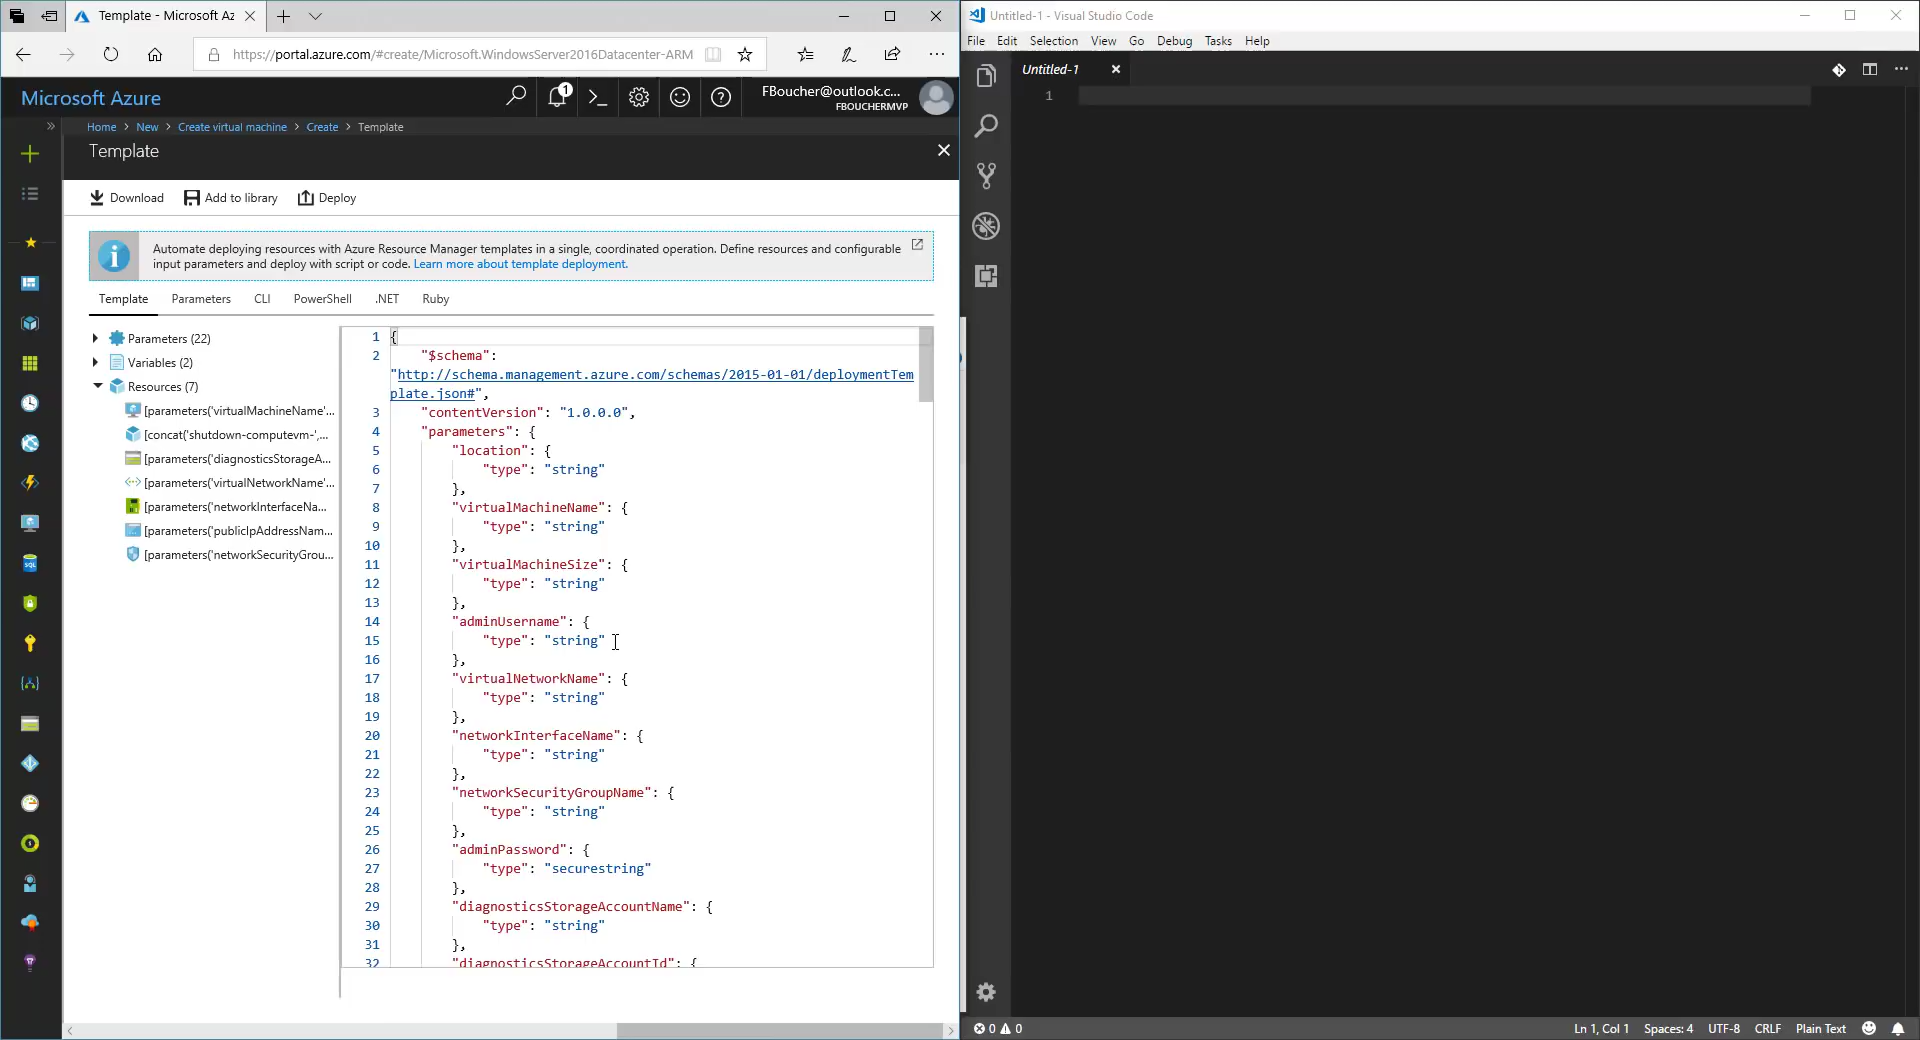 Template - Microsoft Az
https://portal.azure.com/#create/Microsoft.WindowsServer2016Datacenter-ARM
Microsoft Azure
1
FBoucher@outlook.c...
FBOUCHERMVP
Home > New > Create virtual machine > Create > Template
Template
Download
Add to library
Deploy
Automate deploying resources with Azure Resource Manager templates in a single, coordinated operation. Define resources and configurable
input parameters and deploy with script or code. Learn more about template deployment.
Template
Parameters
CLI
PowerShell
.NET
Ruby
Parameters (22)
Variables (2)
Resources (7)
[parameters('virtualMachineName'...
[concat('shutdown-computevm-',...
[parameters('diagnosticsStorageA...
[parameters('virtualNetworkName'...
[parameters('networkInterfaceNa...
[parameters('publicIpAddressNam...
[parameters('networkSecurityGrou...
SQL
1 {
2 "$schema":
"http://schema.management.azure.com/schemas/2015-01-01/deploymentTem
plate.json#",
3 "contentVersion": "1.0.0.0",
4 "parameters": {
5 "location": {
6 "type": "string"
7 },
8 "virtualMachineName": {
9 "type": "string"
10 },
11 "virtualMachineSize": {
12 "type": "string"
13 },
14 "adminUsername": {
15 "type": "string"
16 },
17 "virtualNetworkName": {
18 "type": "string"
19 },
20 "networkInterfaceName": {
21 "type": "string"
22 },
23 "networkSecurityGroupName": {
24 "type": "string"
25 },
26 "adminPassword": {
27 "type": "securestring"
28 },
29 "diagnosticsStorageAccountName": {
30 "type": "string"
31 },
32 "diagnosticsStorageAccountId": {
Untitled-1 - Visual Studio Code
File Edit Selection View Go Debug Tasks Help
Untitled-1
1
0 0
Ln 1, Col 1 Spaces: 4 UTF-8 CRLF Plain Text